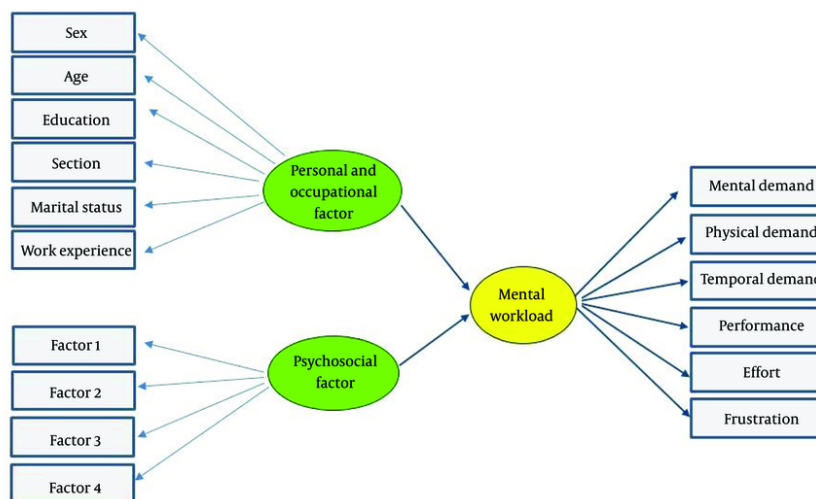 Sex
Age
Education
Section
Marital status
Work experience
Personal and
occupational
factor
Factor 1
Factor 2
Factor 3
Factor 4
Psychosocial
factor
Mental
workload
Mental demand
Physical demand
Temporal demand
Performance
Effort
Frustration